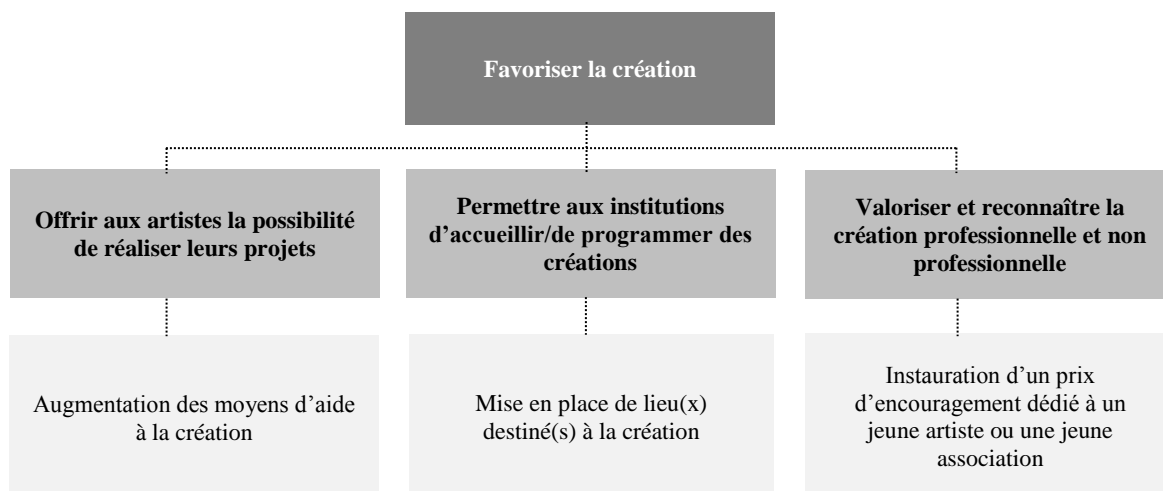 Favoriser la création
Offrir aux artistes la possibilité
de réaliser leurs projets
Permettre aux institutions
d’accueillir/de programmer des
créations
Valoriser et reconnaître la
création professionnelle et non
professionnelle
Augmentation des moyens d’aide
à la création
Mise en place de lieu(x)
destiné(s) à la création
Instauration d’un prix
d’encouragement dédié à un
jeune artiste ou une jeune
association